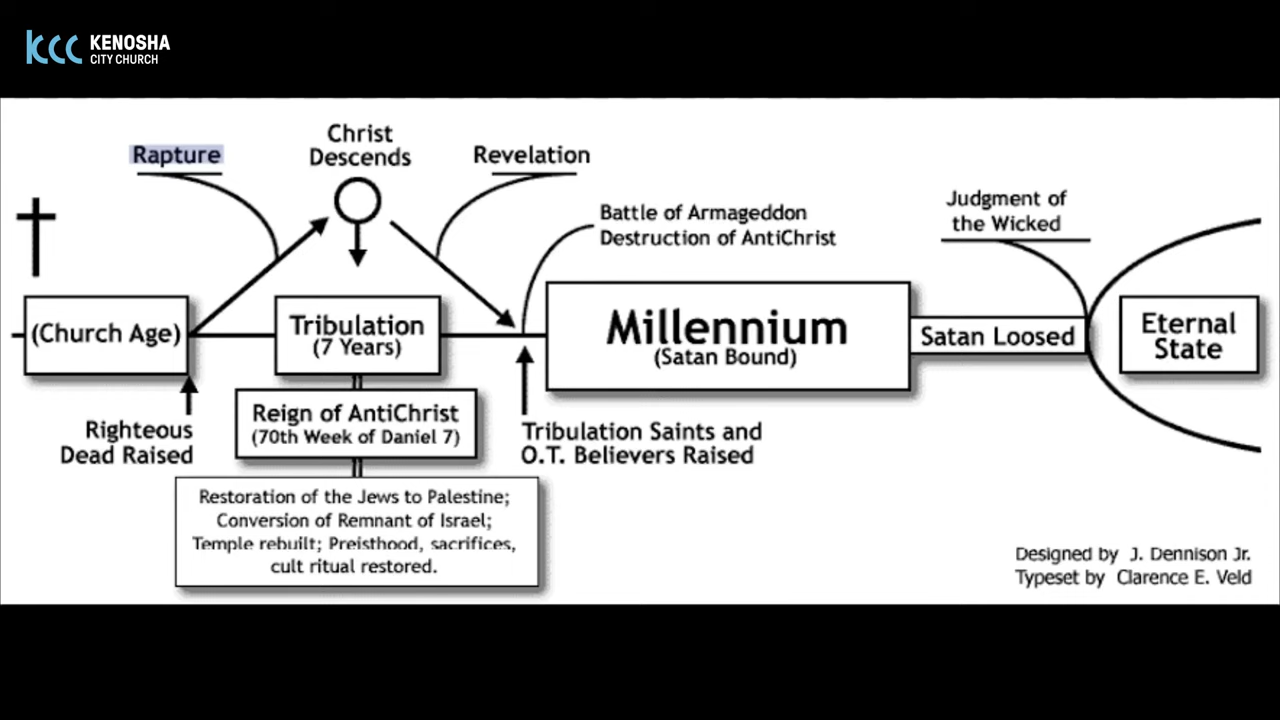 KCC KENOSHA
CITY CHURCH
Rapture
Christ
Descends
Revelation
Battle of Armageddon
Destruction of AntiChrist
Judgment of
the Wicked
(Church Age)
Tribulation
(7 Years)
Millennium
(Satan Bound)
Satan Loosed
Eternal
State
Righteous
Dead Raised
Reign of AntiChrist
(70th Week of Daniel 7)
Tribulation Saints and
O.T. Believers Raised
Restoration of the Jews to Palestine;
Conversion of Remnant of Israel;
Temple rebuilt; Preisthood, sacrifices,
cult ritual restored.
Designed by J. Dennison Jr.
Typeset by Clarence E. Veld